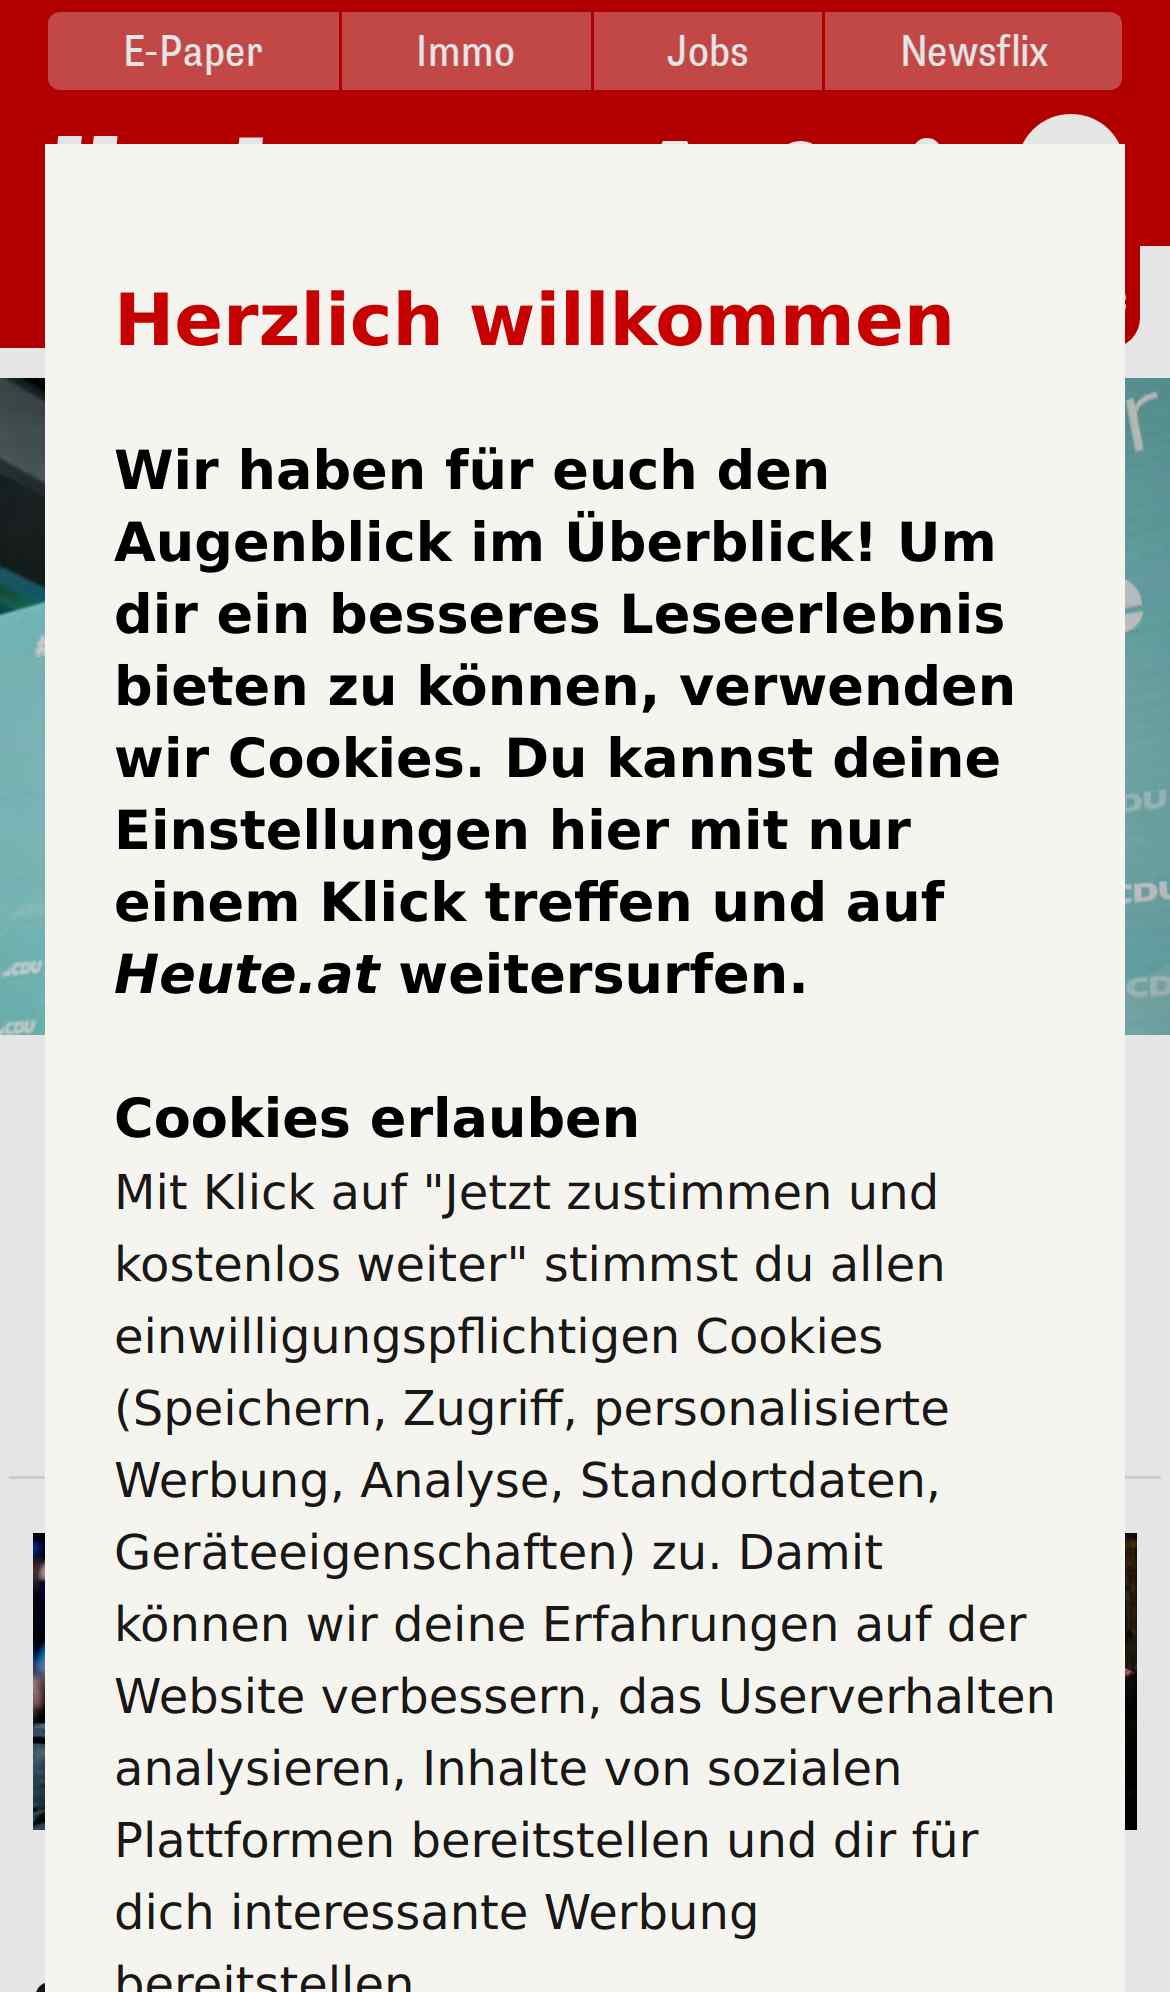 E-Paper Immo Jobs Newsflix
Herzlich willkommen
Wir haben für euch den
Augenblick im Überblick! Um
dir ein besseres Leseerlebnis
bieten zu können, verwenden
wir Cookies. Du kannst deine
Einstellungen hier mit nur
einem Klick treffen und auf
Heute.at weitersurfen.
Cookies erlauben
Mit Klick auf "Jetzt zustimmen und
kostenlos weiter" stimmst du allen
einwilligungspflichtigen Cookies
(Speichern, Zugriff, personalisierte
Werbung, Analyse, Standortdaten,
Geräteeigenschaften) zu. Damit
können wir deine Erfahrungen auf der
Website verbessern, das Userverhalten
analysieren, Inhalte von sozialen
Plattformen bereitstellen und dir für
dich interessante Werbung
bereitstellen
r
e
CDU
CDU
CDU
CDU